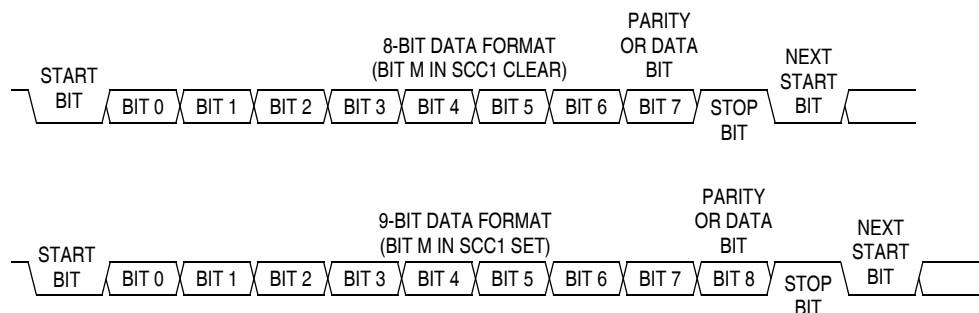 8-BIT DATA FORMAT
(BIT M IN SCC1 CLEAR)
PARITY
OR DATA
BIT
START
BIT
BIT 0
BIT 1
BIT 2
BIT 3
BIT 4
BIT 5
BIT 6
BIT 7
STOP
BIT
NEXT
START
BIT
9-BIT DATA FORMAT
(BIT M IN SCC1 SET)
PARITY
OR DATA
BIT
START
BIT
BIT 0
BIT 1
BIT 2
BIT 3
BIT 4
BIT 5
BIT 6
BIT 7
BIT 8
STOP
BIT
NEXT
START
BIT